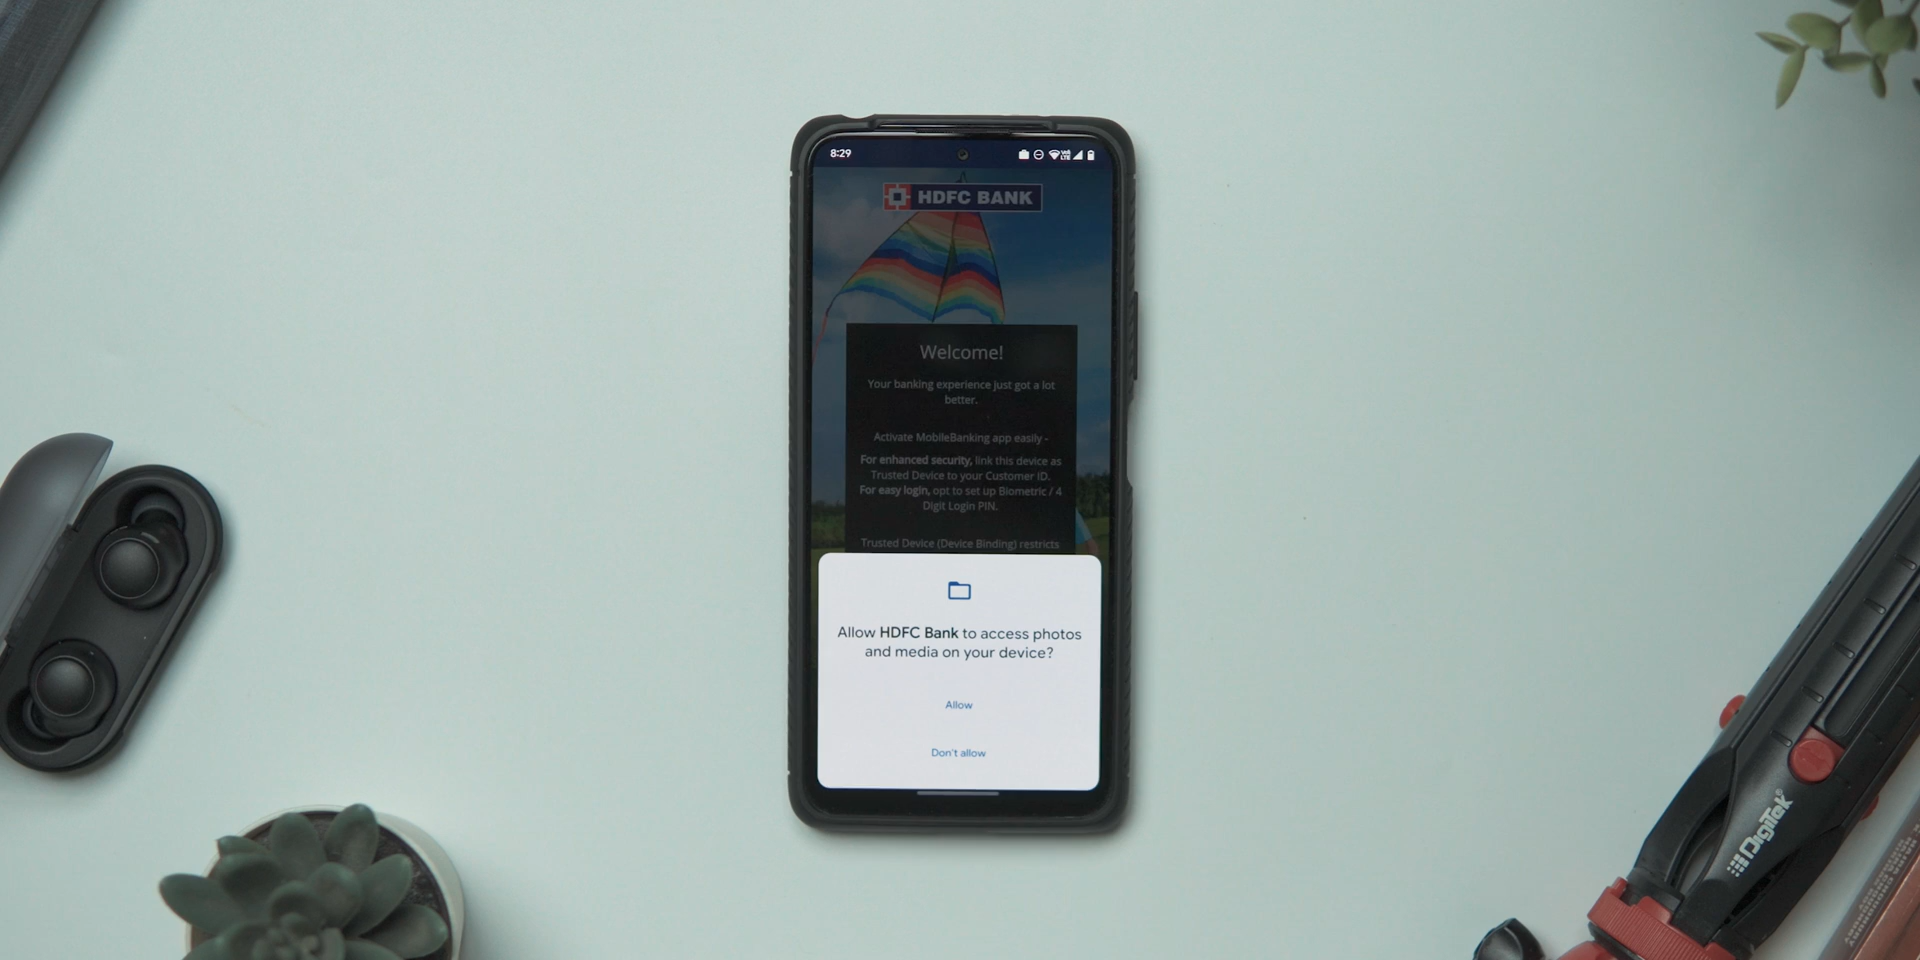 8:29
HDFC BANK
Welcome!
Your banking experience just got a lot
better.
Activate MobileBanking app easily -
For enhanced security, link this device as
Trusted Device to your Customer ID.
For easy login, opt to set up Biometric / 4
Digit Login PIN.
Trusted Device (Device Binding) restricts
Allow HDFC Bank to access photos
and media on your device?
Allow
Don't allow
DigiTek